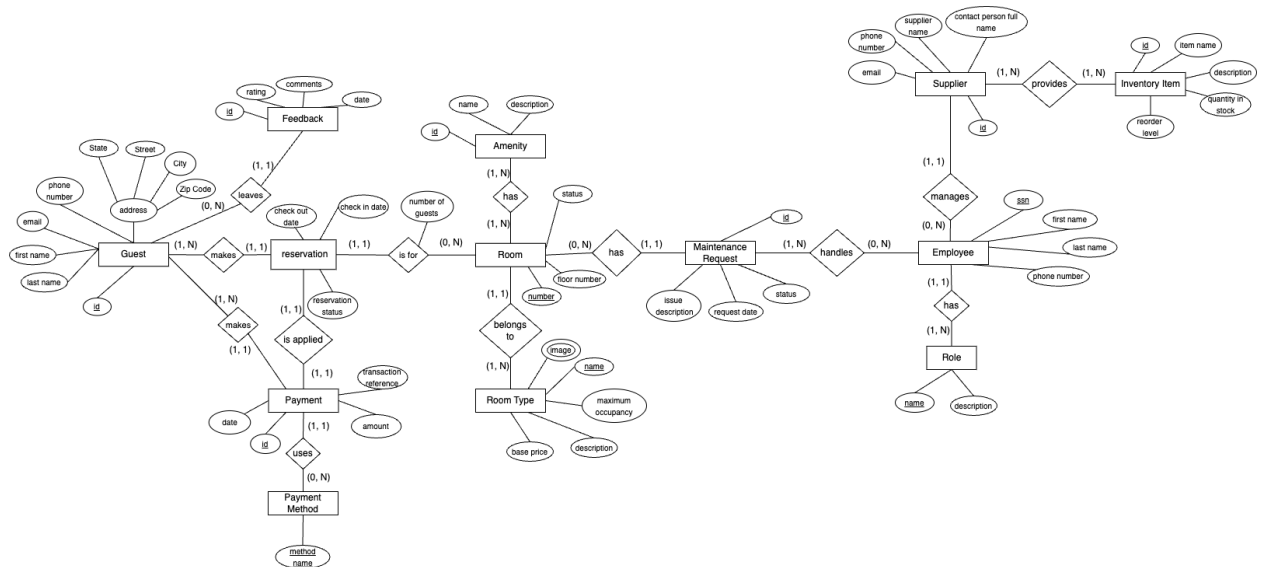 contact person full
name
supplier
name
phone
number
email
Supplier
id
(1, N)
provides
(1, N)
id
item name
description
Inventory Item
quantity in
stock
reorder
level
comments
rating
date
id
Feedback
(1, 1)
name
description
id
Amenity
(1, N)
has
(1, N)
State
Street
City
Zip Code
address
phone
number
email
first name
last name
Guest
id
(0, N)
leaves
(1, N)
makes
(1, 1)
check out
date
check in date
reservation
reservation
status
(1, 1)
is for
number of
guests
(0, N)
Room
status
floor number
number
(0, N)
has
(1, 1)
id
Maintenance
Request
issue
description
request date
status
(1, N)
handles
(0, N)
(1, 1)
manages
(0, N)
ssn
first name
last name
phone number
Employee
(1, 1)
has
(1, N)
Role
name
description
(1, N)
makes
(1, 1)
(1, 1)
is applied
(1, 1)
transaction
reference
Payment
date
id
amount
(1, 1)
uses
(0, N)
Payment
Method
method
name
(1, 1)
belongs
to
(1, N)
image
name
Room Type
maximum
occupancy
base price
description